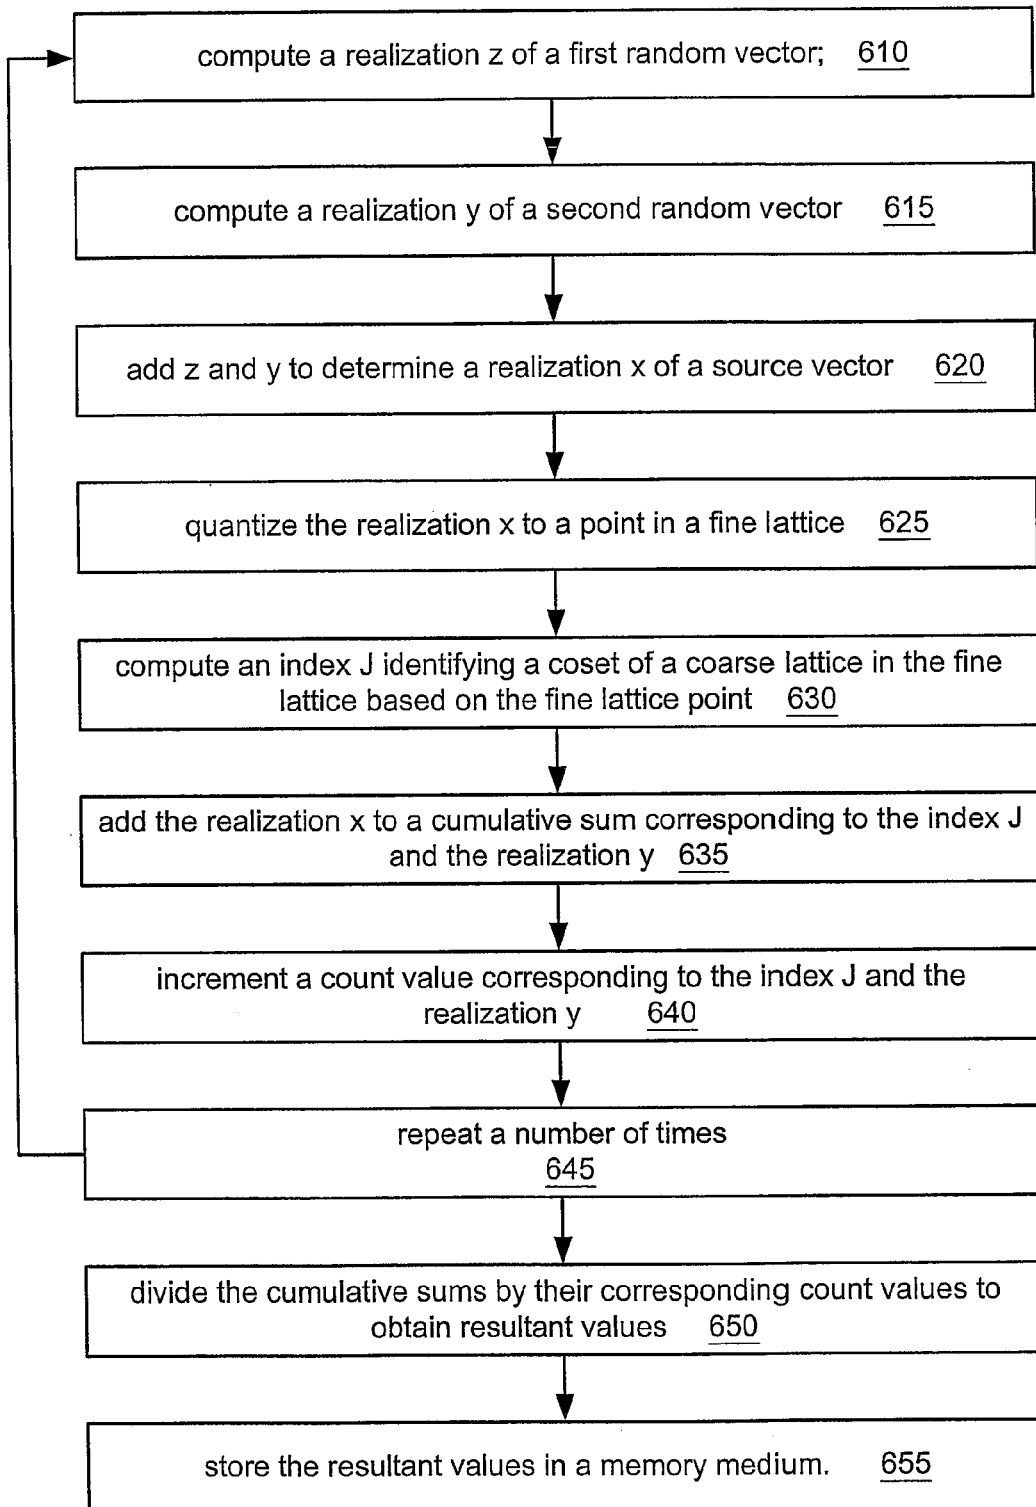 compute a realization z of a first random vector; 610
compute a realization y of a second random vector 615
add z and y to determine a realization x of a source vector 620
quantize the realization x to a point in a fine lattice 625
compute an index J identifying a coset of a coarse lattice in the fine
lattice based on the fine lattice point 630
add the realization x to a cumulative sum corresponding to the index J
and the realization y 635
increment a count value corresponding to the index J and the
realization y 640
repeat a number of times
645
divide the cumulative sums by their corresponding count values to
obtain resultant values 650
store the resultant values in a memory medium. 655